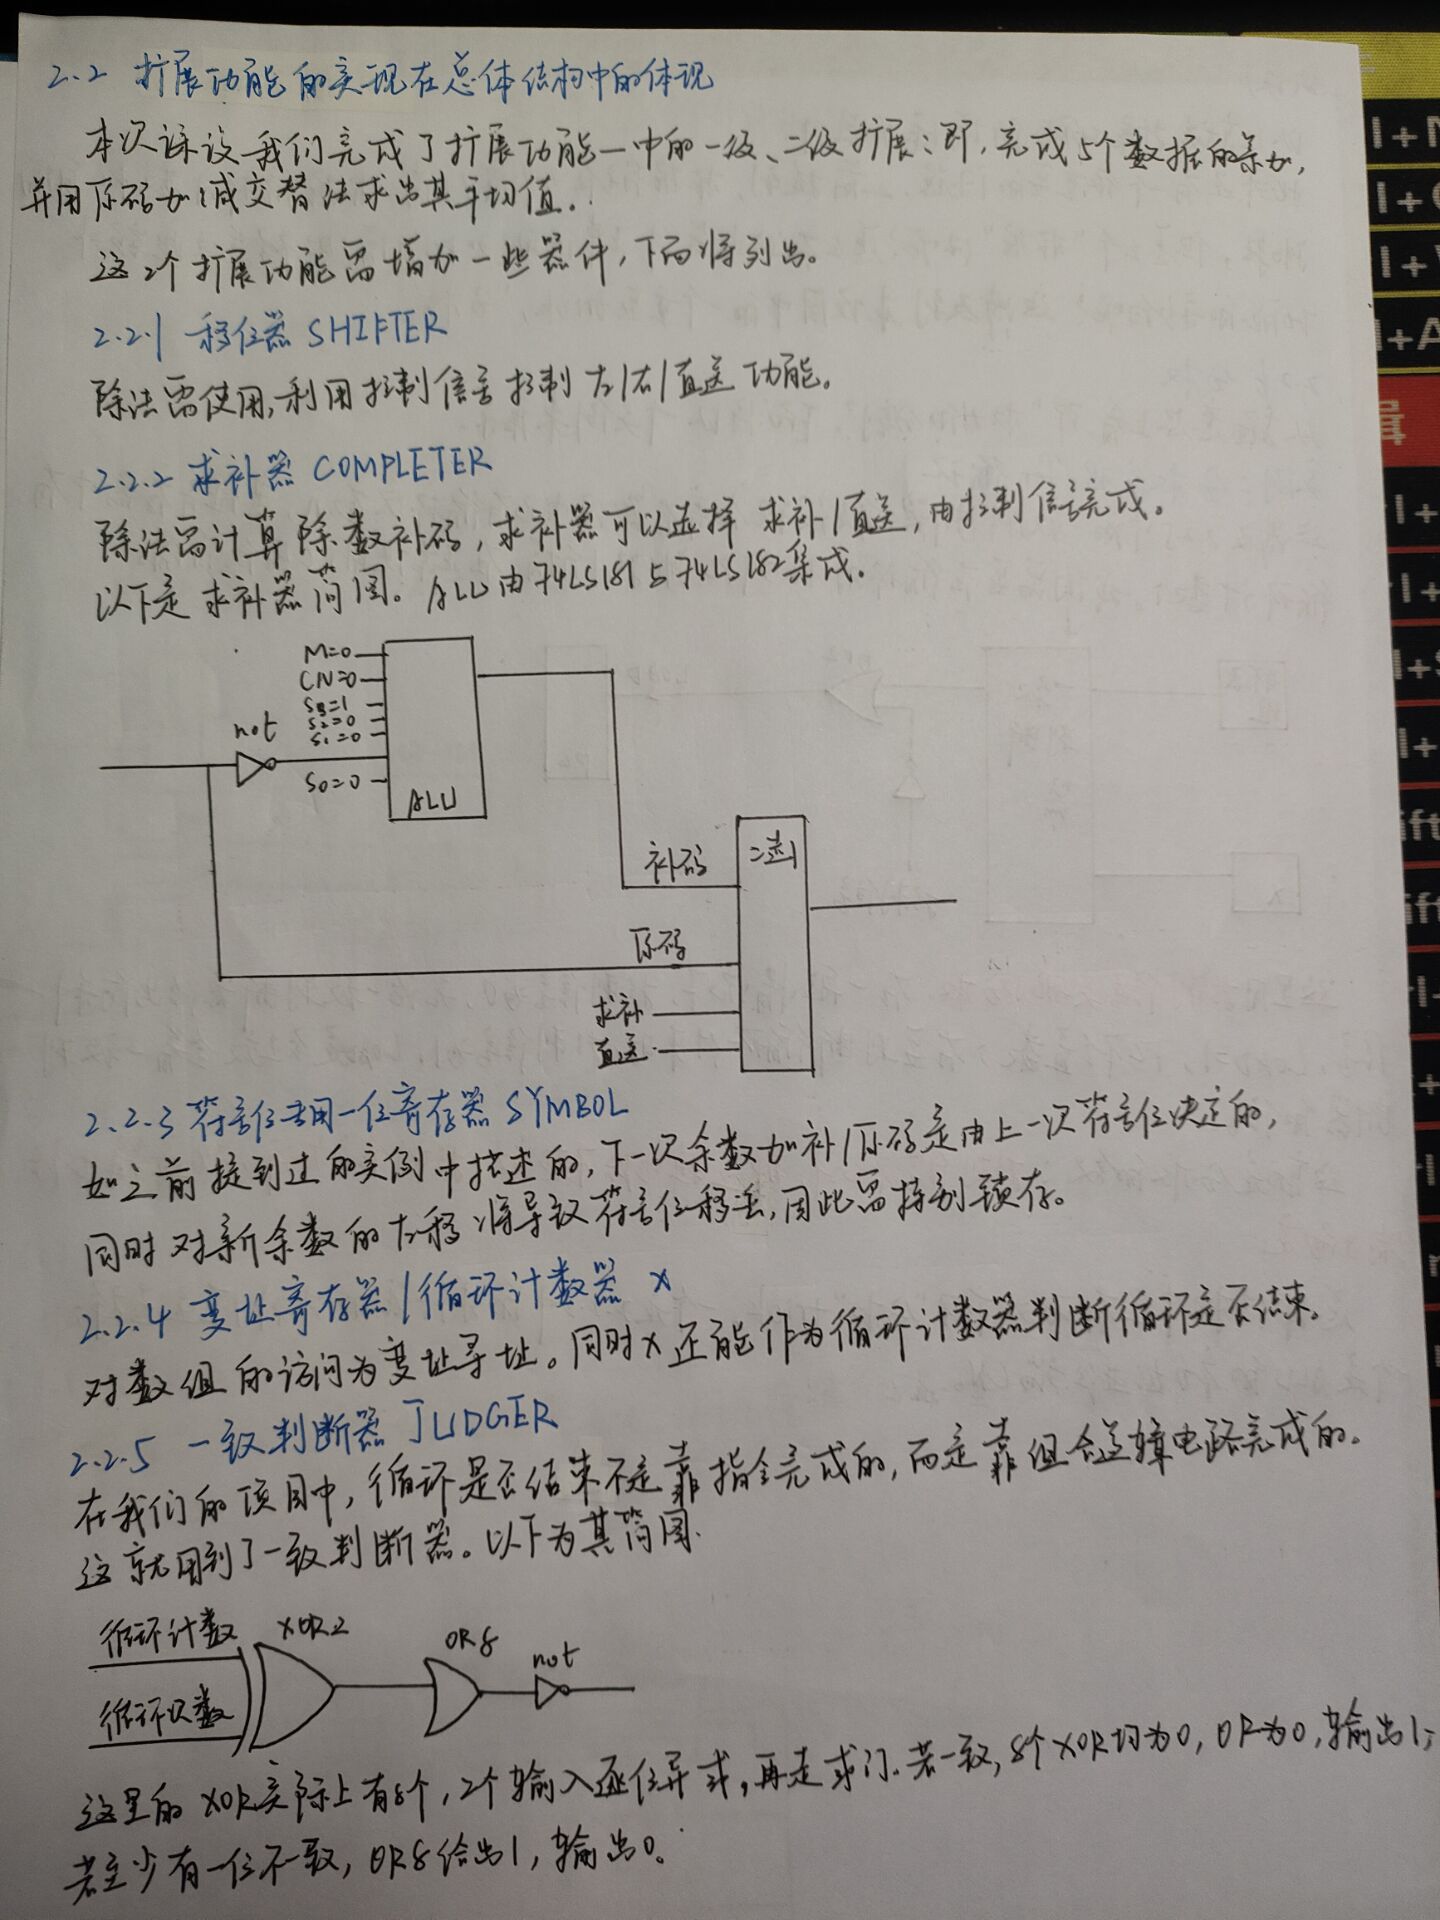 2.2 扩展功能的实现在总体结构中的体现
本次课设我们完成了扩展功能一中的一级、二级扩展:即,完成5个数据的累加,
并用原码加/减交替法求出其平均值.
这2个扩展功能需增加一些器件,下面将列出。
2.2.1 移位器 SHIFTER
除法需使用,利用控制信号控制左/右/直送功能。
2.2.2 求补器 COMPLETER
除法需计算除数补码,求补器可以选择 求补/直送,由控制信号完成。
以下是求补器简图。ALU由74LS181与74LS182集成.
M=0
CN=0
S3=1
S2=0
S1=0
not
S0=0
ALU
补码
二选1
原码
求补
直送
2.2.3 符号位专用一位寄存器 SYMBOL
如之前提到过的实例中描述的,下一次余数加补/原码是由上一次符号位决定的,
同时对新余数的左移将导致符号位移丢,因此需特别锁存。
2.2.4 变址寄存器/循环计数器 X
对数组的访问为变址寻址。同时X还能作为循环计数器判断循环是否结束。
2.2.5 一致判断器 JUDGER
在我们的项目中,循环是否结束不是靠指令完成的,而是靠组合逻辑电路完成的。
这就用到了一致判断器。以下为其简图.
循环计数
XOR2
OR8
not
循环次数
这里的XOR实际上有8个,2个输入逐位异或,再走或门.若一致,8个XOR均为0,OR为0,输出1;
若至少有一位不一致,OR8给出1,输出0。
I+A
ift